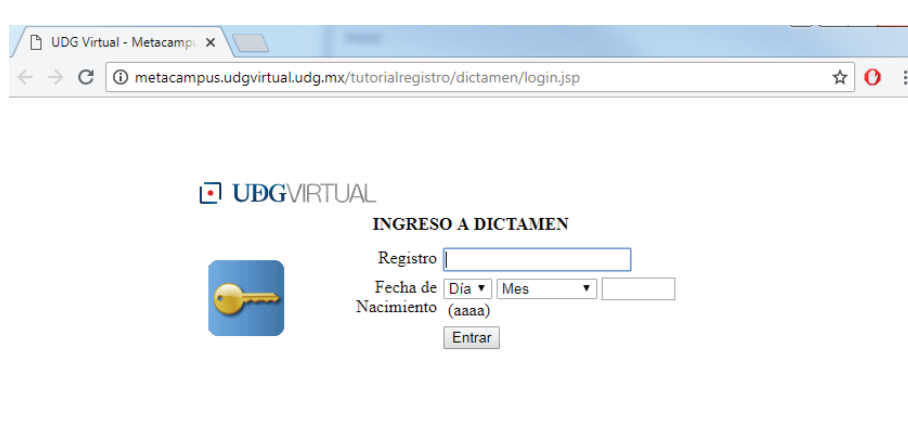 UDG Virtual - Metacampu
metacampus.udgvirtual.udg.mx/tutorialregistro/dictamen/login.jsp
UDGVIRTUAL
INGRESO A DICTAMEN
Registro
Fecha de Nacimiento
Día Mes
(aaaa)
Entrar